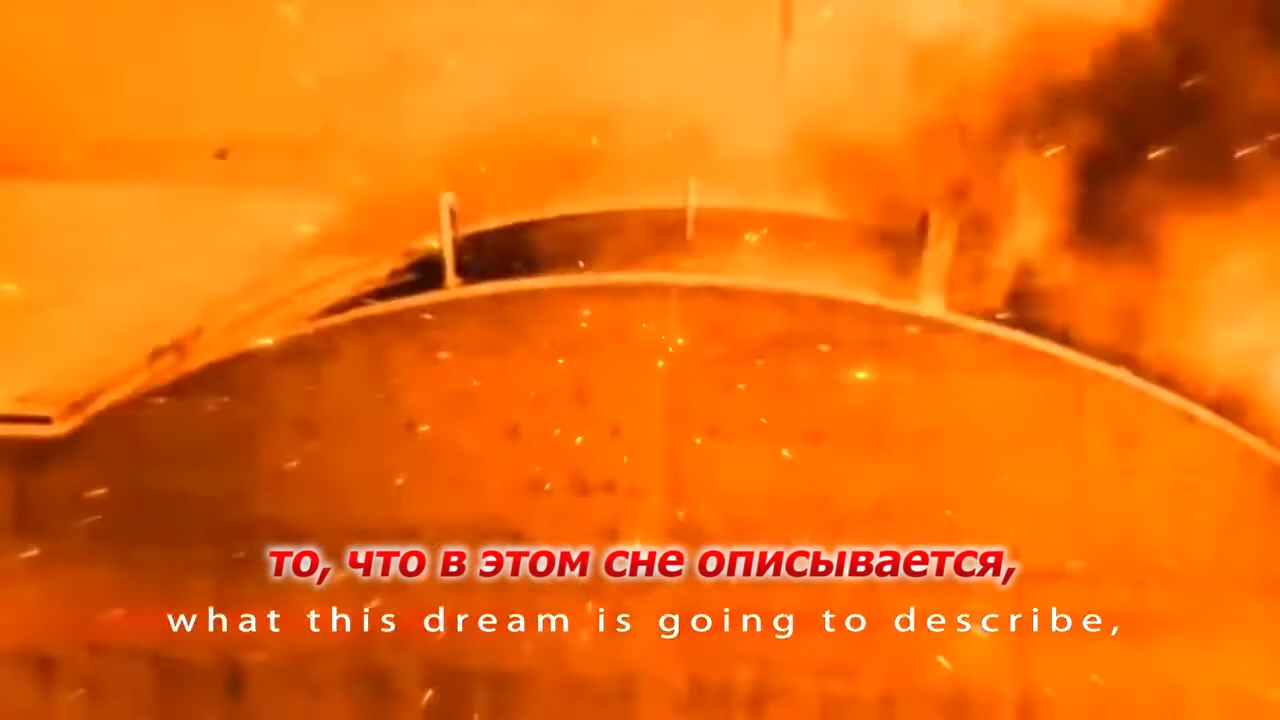 то, что в этом сне описывается,
what this dream is going to describe,